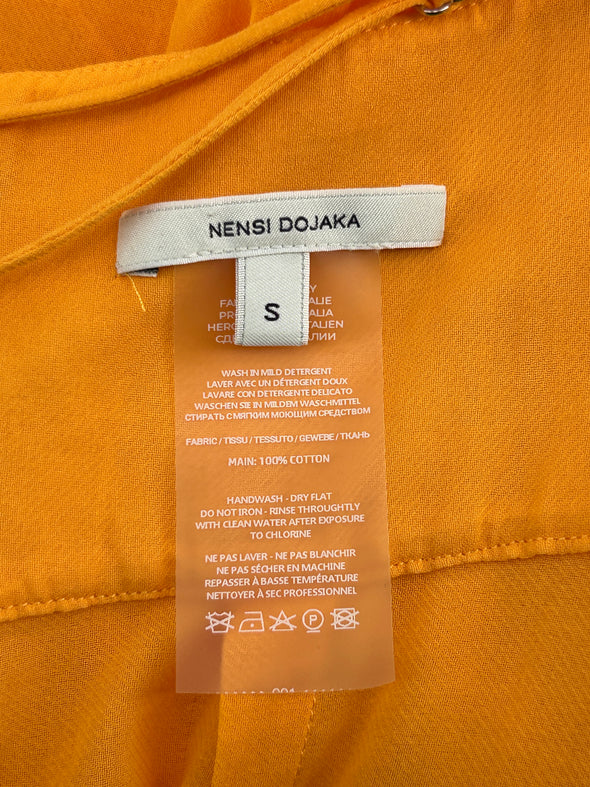 NENSI DOJAKA
S
WASH IN MILD DETERGENT
LAVER AVEC UN DÉTERGENT DOUX
LAVARE CON DETERGENTE DELICATO
WASCHEN SIE IN MILDEM WASCHMITTEL
СТИРАТЬ С МЯГКИМ МОЮЩИМ СРЕДСТВОМ
FABRIC / TISSU / TESSUTO / GEWEBE / ТКАНЬ
MAIN: 100% COTTON
HANDWASH - DRY FLAT
DO NOT IRON - RINSE THROUGHTLY
WITH CLEAN WATER AFTER EXPOSURE
TO CHLORINE
NE PAS LAVER - NE PAS BLANCHIR
NE PAS SÉCHER EN MACHINE
REPASSER À BASSE TEMPÉRATURE
NETTOYER À SEC PROFESSIONNEL
P